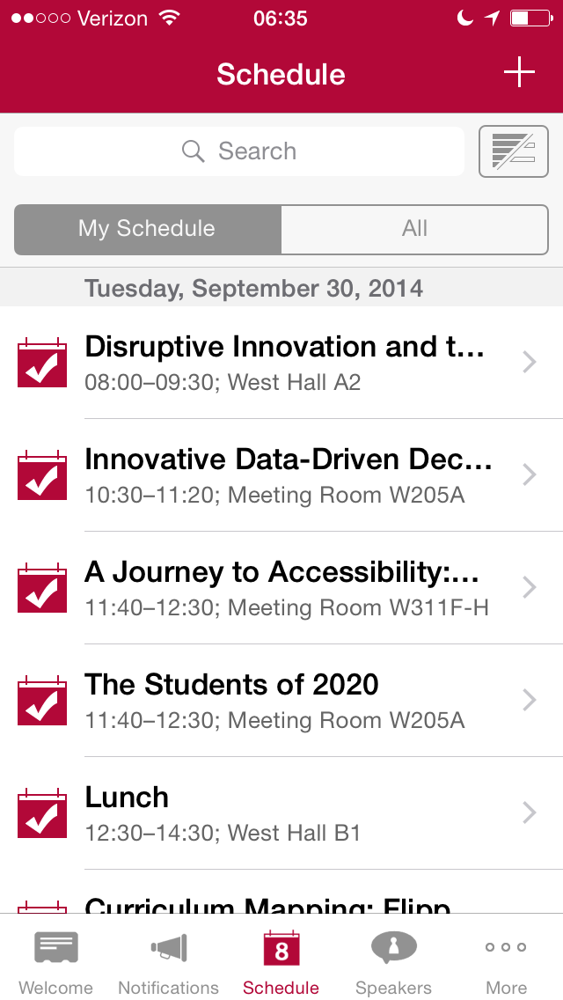 Verizon 06:35
Schedule
Search
My Schedule All
Tuesday, September 30, 2014
Disruptive Innovation and t...
08:00–09:30; West Hall A2
Innovative Data-Driven Dec...
10:30–11:20; Meeting Room W205A
A Journey to Accessibility:...
11:40–12:30; Meeting Room W311F-H
The Students of 2020
11:40–12:30; Meeting Room W205A
Lunch
12:30–14:30; West Hall B1
Curriculum Mapping: Flipp
8
Welcome Notifications Schedule Speakers More